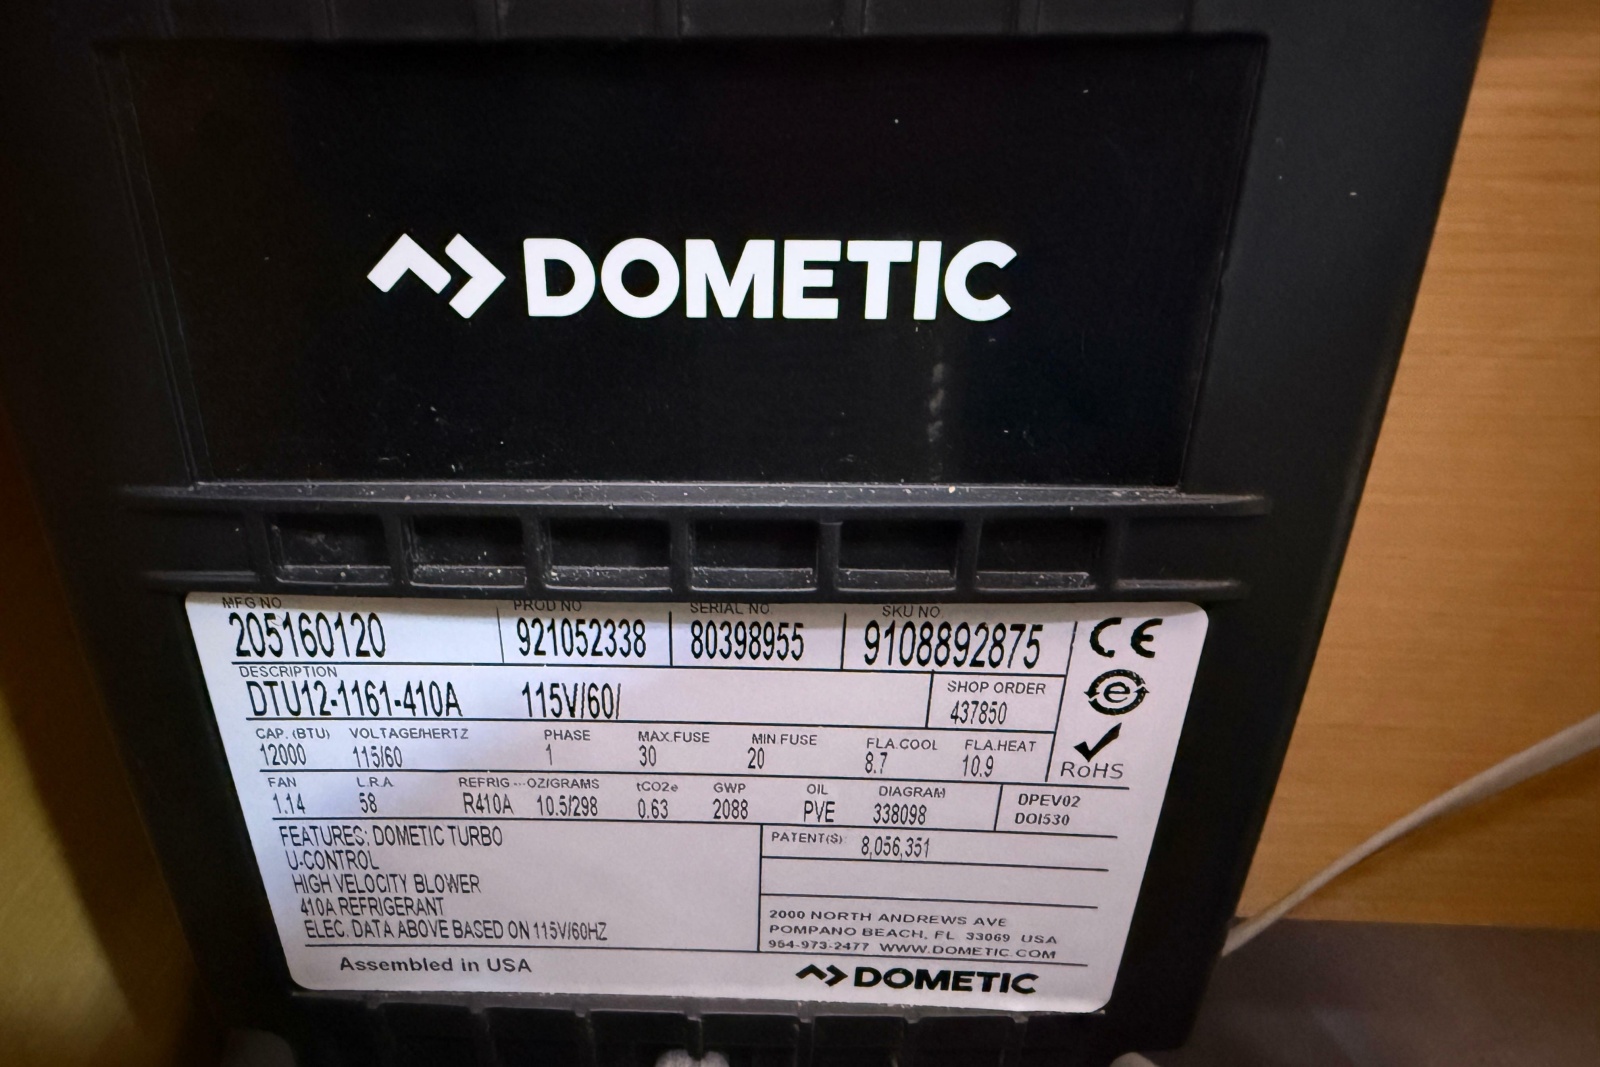 DOMETIC
MFG NO. PROD NO SERIAL NO. SKU NO
205160120 921052338 80398955 9108892875
CE
DESCRIPTION
DTU12-1161-410A 115V/60/
SHOP ORDER
437850
e
CAP. (BTU) VOLTAGE/HERTZ PHASE MAX.FUSE MIN.FUSE FLA.COOL FLA.HEAT
12000 115/60 1 30 20 8.7 10.9
RoHS
FAN L.R.A. REFRIG ... OZ/GRAMS tCO2e GWP OIL DIAGRAM
1.14 58 R410A 10.5/298 0.63 2088 PVE 338098
DPEV02
DOI530
FEATURES: DOMETIC TURBO
U-CONTROL
HIGH VELOCITY BLOWER
410A REFRIGERANT
ELEC. DATA ABOVE BASED ON 115V/60HZ
PATENT(S) 8,056,351
2000 NORTH ANDREWS AVE
POMPANO BEACH, FL 33069 USA
954-973-2477 WWW.DOMETIC.COM
Assembled in USA
DOMETIC